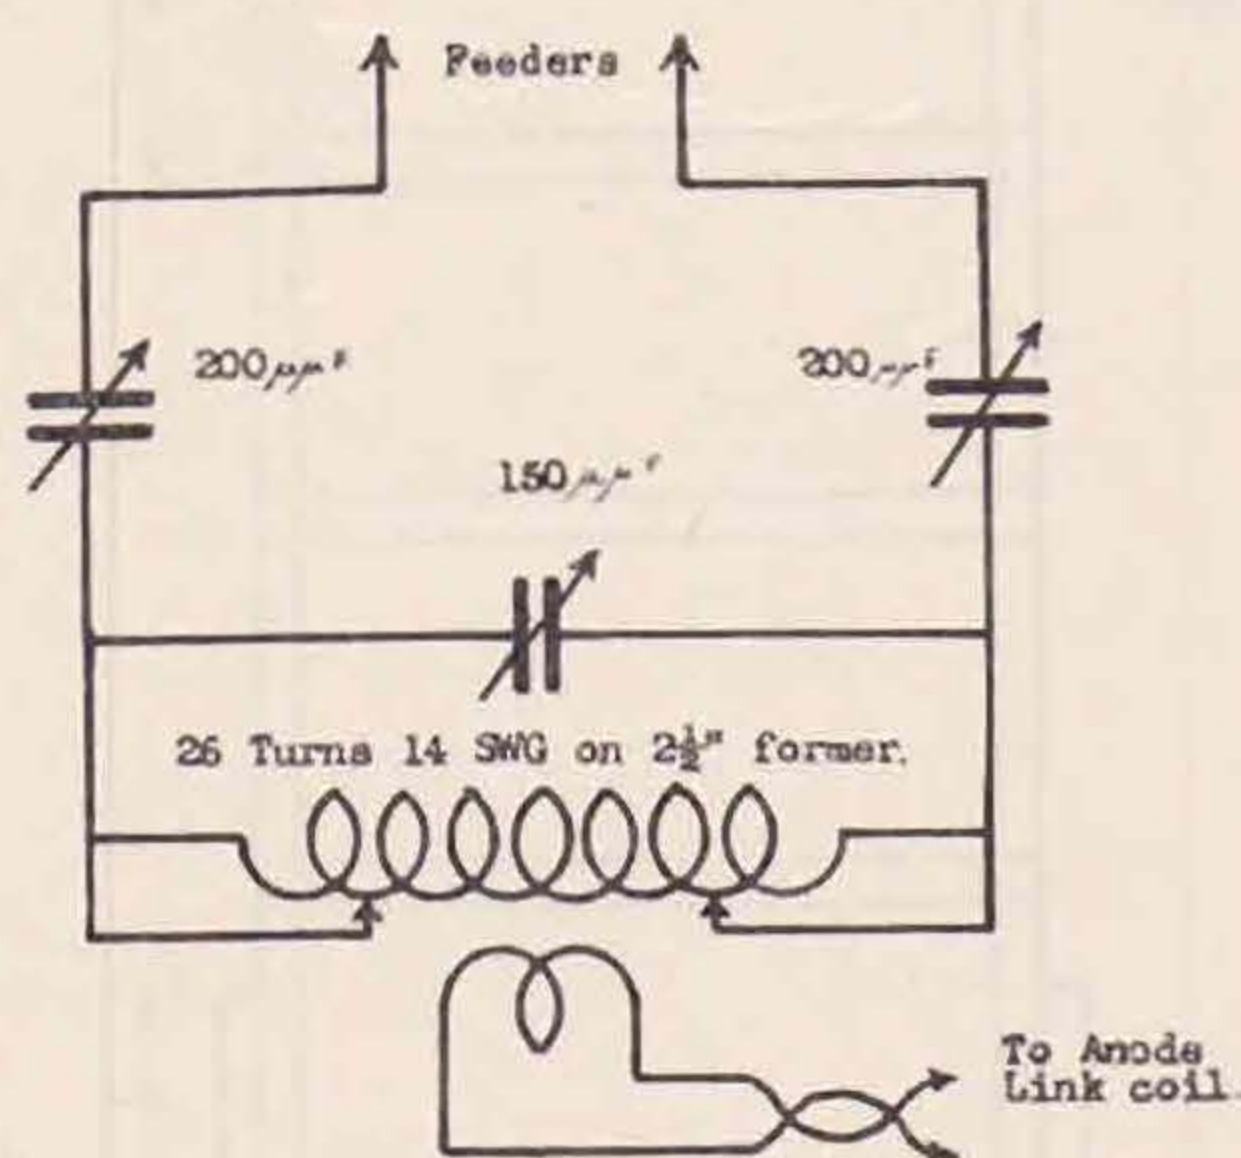 Feeders
200μμF
200μμF
150μμF
26 Turns 14 SWG on 2½" former.
To Anode
Link coil.